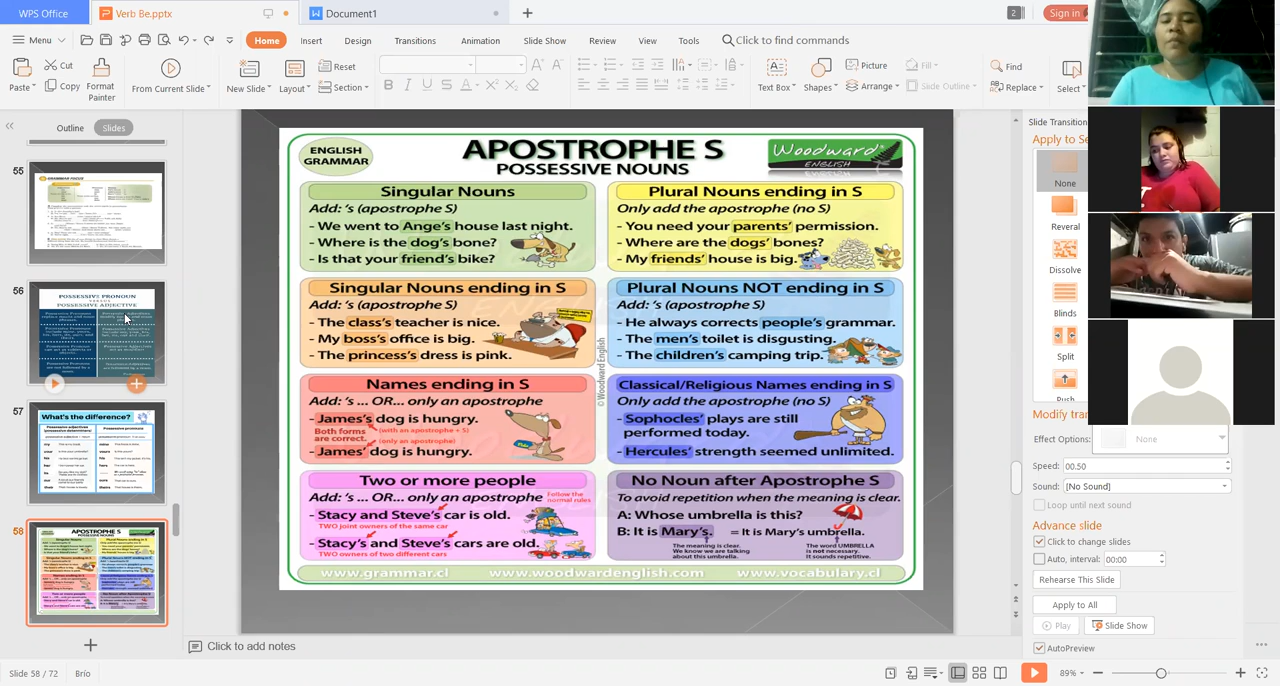 WPS Office
Verb Be.pptx
Document1
2
Sign in
Menu
Home
Insert
Design
Transitions
Animation
Slide Show
Review
View
Tools
Click to find commands
Paste
Cut
Copy
Format
Painter
From Current Slide
New Slide
Layout
Reset
Section
Text Box
Shapes
Picture
Arrange
Fill
Slide Outline
Find
Replace
Select
Outline
Slides
55
GRAMMAR FOCUS
56
POSSESSIVE PRONOUN
POSSESSIVE ADJECTIVE
57
What's the difference?
58
APOSTROPHE S
POSSESSIVE NOUNS
ENGLISH
GRAMMAR
APOSTROPHE S
POSSESSIVE NOUNS
Woodward
ENGLISH
Singular Nouns
Add: 's (apostrophe S)
- We went to Ange's house last night.
- Where is the dog's bone?
- Is that your friend's bike?
Plural Nouns ending in S
Only add the apostrophe (no S)
- You need your parents' permission.
- Where are the dogs' bones?
- My friends' house is big.
Singular Nouns ending in S
Add: 's (apostrophe S)
- The class's teacher is nice.
- My boss's office is big.
- The princess's dress is pink.
Plural Nouns NOT ending in S
Add: 's (apostrophe S)
- He always corrects people's grammar.
- The men's toilet is disgusting.
- The children's camping trip.
© Woodward English
Names ending in S
Add: 's ... OR... only an apostrophe
- James's dog is hungry.
Both forms
are correct.
(with an apostrophe + S)
(only an apostrophe)
- James' dog is hungry.
Classical/Religious Names ending in S
Only add the apostrophe (no S)
- Sophocles' plays are still
performed today.
- Hercules' strength seemed unlimited.
Two or more people
Add: 's ... OR... only an apostrophe
Follow the
normal rules
- Stacy and Steve's car is old.
TWO joint owners of the same car
- Stacy's and Steve's cars are old.
TWO owners of two different cars
No Noun after Apostrophe S
To avoid repetition when the meaning is clear.
A: Whose umbrella is this?
B: It is Mary's. = It is Mary's umbrella.
The meaning is clear.
We know we are talking
about this umbrella.
The word UMBRELLA
is not necessary.
It sounds repetitive.
www.grammar.cl
www.woodwardenglish.com
www.vocabulary.cl
Click to add notes
Slide 58 / 72
Brío
89%
Slide Transition
Apply to Se
None
Reveral
Dissolve
Blinds
Split
Push
Modify tran
Effect Options:
None
Speed:
00.50
Sound:
[No Sound]
Loop until next sound
Advance slide
Click to change slides
Auto, interval:
00:00
Rehearse This Slide
Apply to All
Play
Slide Show
AutoPreview